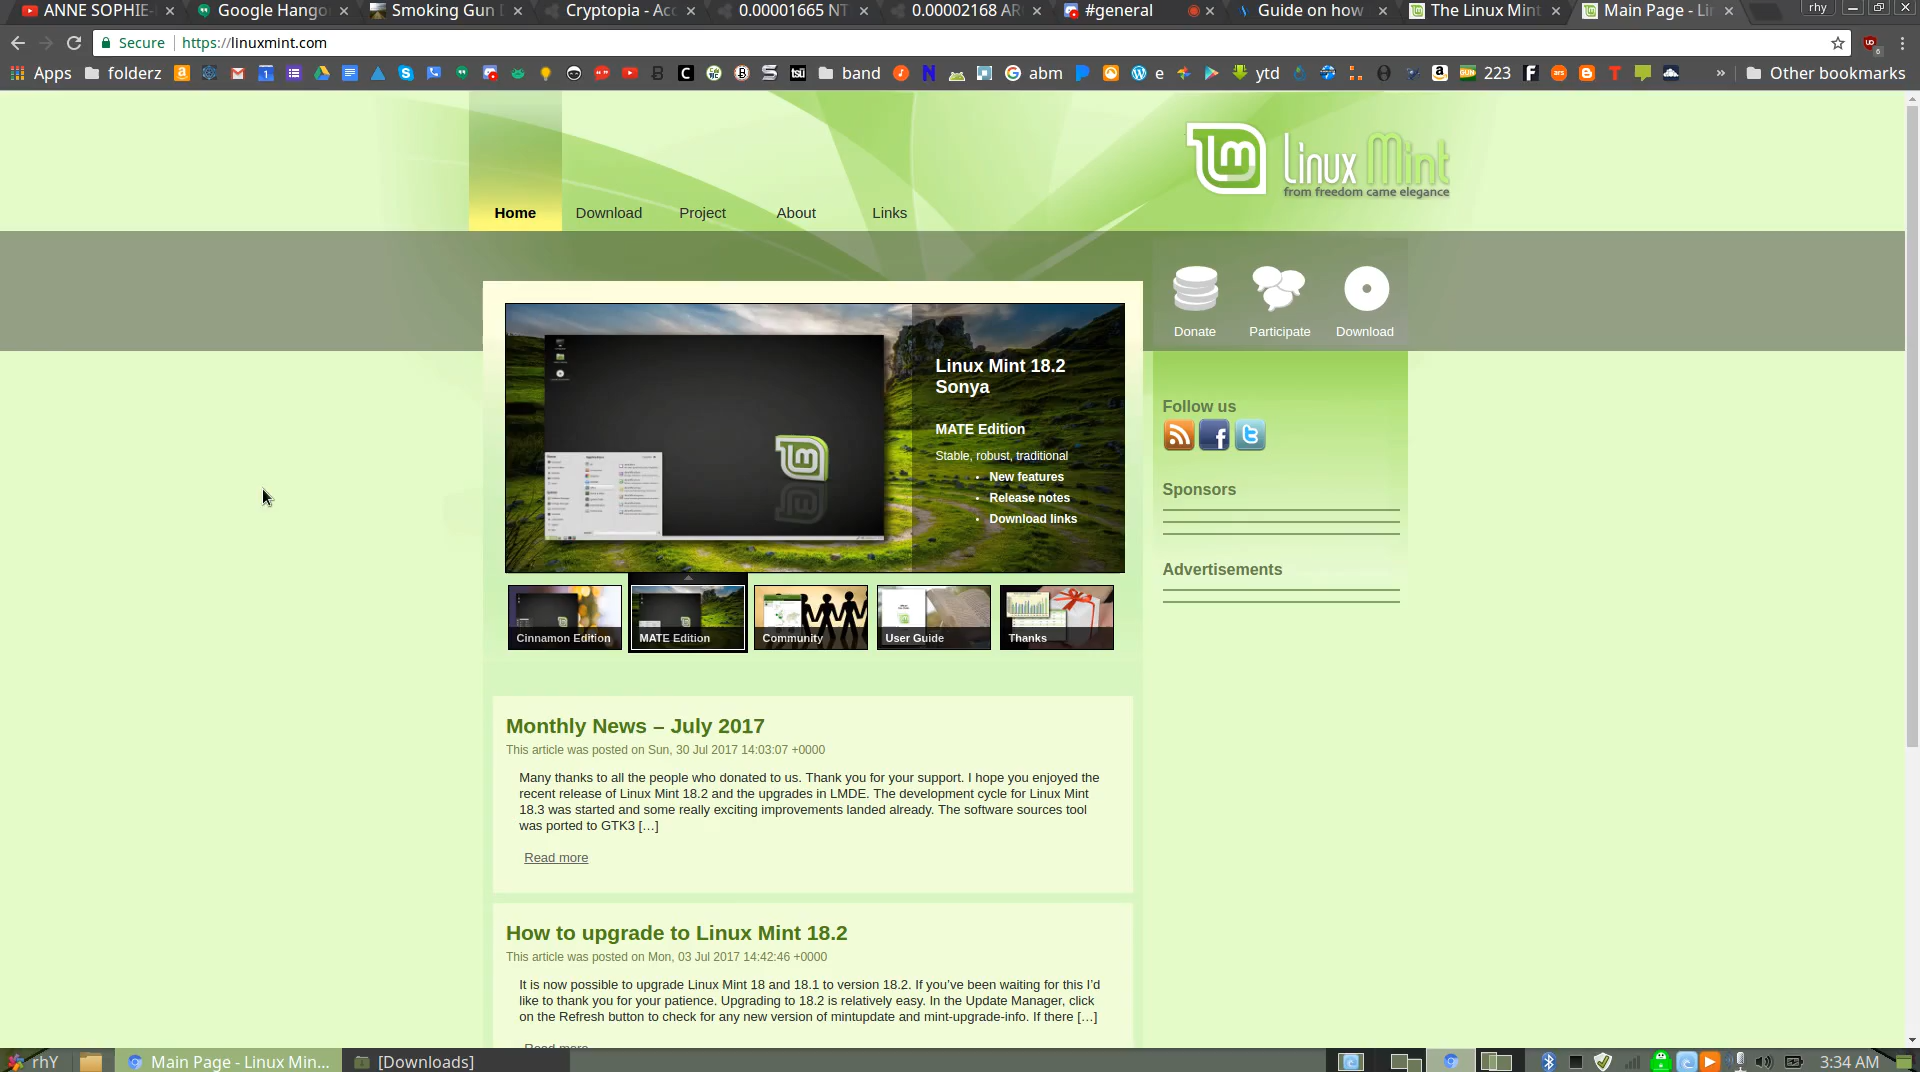 ANNE SOPHIE-
Google Hango
Smoking Gun D
Cryptopia - Acc
0.00001665 NT
0.00002168 AR
#general
Guide on how
The Linux Mint
Main Page - Li
rhy
Secure
https://linuxmint.com
Apps
folderz
band
abm
e
ytd
223
»
Other bookmarks
Linux Mint
from freedom came elegance
Home
Download
Project
About
Links
Donate
Participate
Download
Linux Mint 18.2
Sonya
MATE Edition
Stable, robust, traditional
• New features
• Release notes
• Download links
Follow us
Sponsors
Advertisements
Cinnamon Edition
MATE Edition
Community
User Guide
Thanks
Monthly News – July 2017
This article was posted on Sun, 30 Jul 2017 14:03:07 +0000
Many thanks to all the people who donated to us. Thank you for your support. I hope you enjoyed the
recent release of Linux Mint 18.2 and the upgrades in LMDE. The development cycle for Linux Mint
18.3 was started and some really exciting improvements landed already. The software sources tool
was ported to GTK3 […]
Read more
How to upgrade to Linux Mint 18.2
This article was posted on Mon, 03 Jul 2017 14:42:46 +0000
It is now possible to upgrade Linux Mint 18 and 18.1 to version 18.2. If you’ve been waiting for this I’d
like to thank you for your patience. Upgrading to 18.2 is relatively easy. In the Update Manager, click
on the Refresh button to check for any new version of mintupdate and mint-upgrade-info. If there […]
Read more
rhY
Main Page - Linux Min...
[Downloads]
3:34 AM